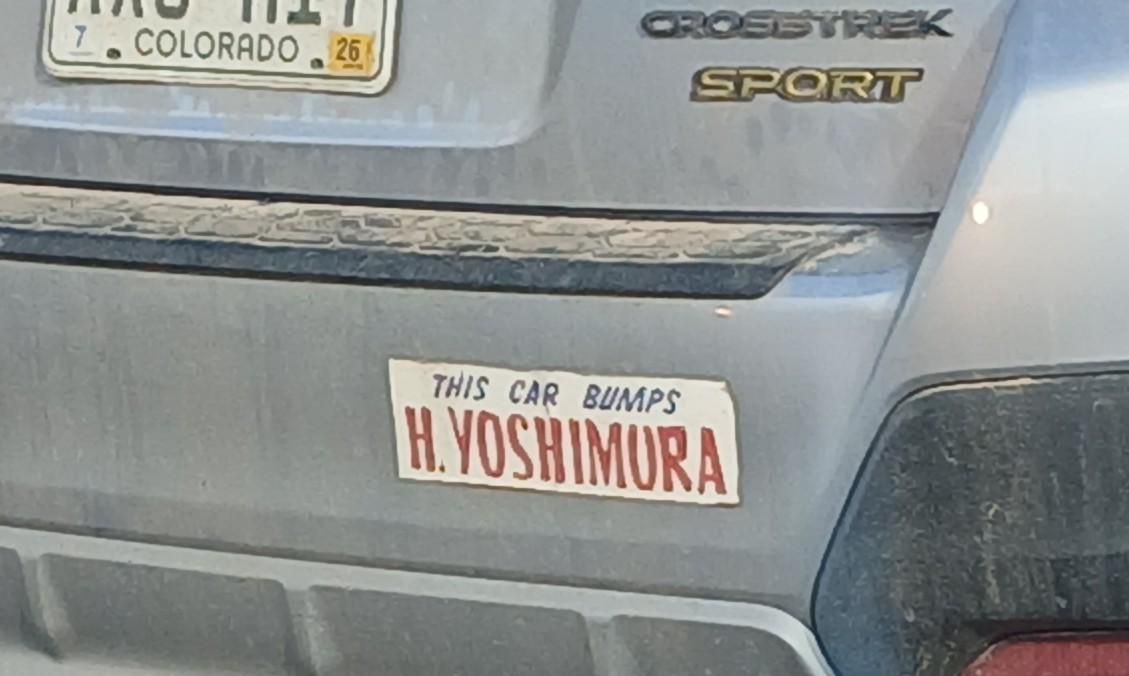 7 COLORADO 26
CROSSTREK
SPORT
THIS CAR BUMPS
H.YOSHIMURA